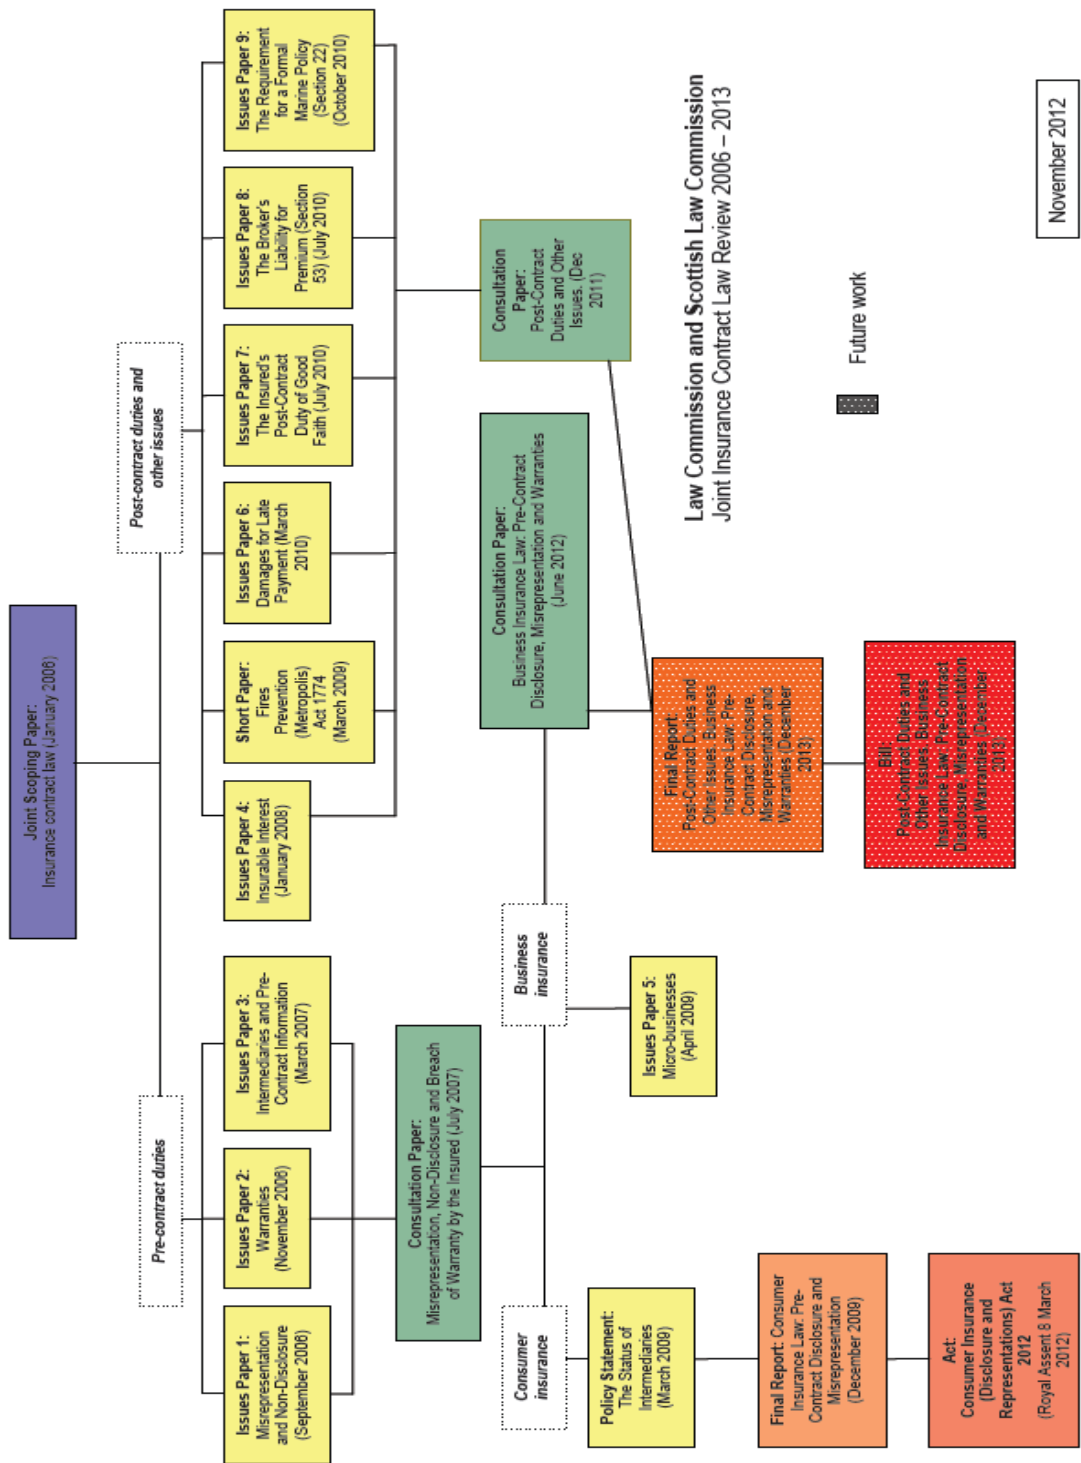 Joint Scoping Paper:
Insurance contract law (January 2006)
Pre-contract duties
Post-contract duties and
other issues
Issues Paper 1:
Misrepresentation
and Non-Disclosure
(September 2006)
Issues Paper 2:
Warranties
(November 2006)
Issues Paper 3:
Intermediaries and Pre-
Contract Information
(March 2007)
Issues Paper 4:
Insurable Interest
(January 2008)
Short Paper:
Fires
Prevention
(Metropolis)
Act 1774
(March 2009)
Issues Paper 6:
Damages for Late
Payment (March
2010)
Issues Paper 7:
The Insured's
Post-Contract
Duty of Good
Faith (July 2010)
Issues Paper 8:
The Broker's
Liability for
Premium (Section
53) (July 2010)
Issues Paper 9:
The Requirement
for a Formal
Marine Policy
(Section 22)
(October 2010)
Consultation Paper:
Misrepresentation, Non-Disclosure and Breach
of Warranty by the Insured (July 2007)
Consumer
insurance
Business
insurance
Consultation Paper:
Business Insurance Law: Pre-Contract
Disclosure, Misrepresentation and Warranties
(June 2012)
Consultation
Paper:
Post-Contract
Duties and Other
Issues. (Dec
2011)
Policy Statement:
The Status of
Intermediaries
(March 2009)
Issues Paper 5:
Micro-businesses
(April 2009)
Final Report: Consumer
Insurance Law: Pre-
Contract Disclosure and
Misrepresentation
(December 2009)
Final Report:
Post-Contract Duties and
Other issues. Business
Insurance Law: Pre-
Contract Disclosure,
Misrepresentation and
Warranties (December
2013)
Act:
Consumer Insurance
(Disclosure and
Representations) Act
2012
(Royal Assent 8 March
2012)
Bill:
Post-Contract Duties and
Other Issues. Business
Insurance Law: Pre-Contract
Disclosure, Misrepresentation
and Warranties (December
2013)
Law Commission and Scottish Law Commission
Joint Insurance Contract Law Review 2006 – 2013
Future work
November 2012